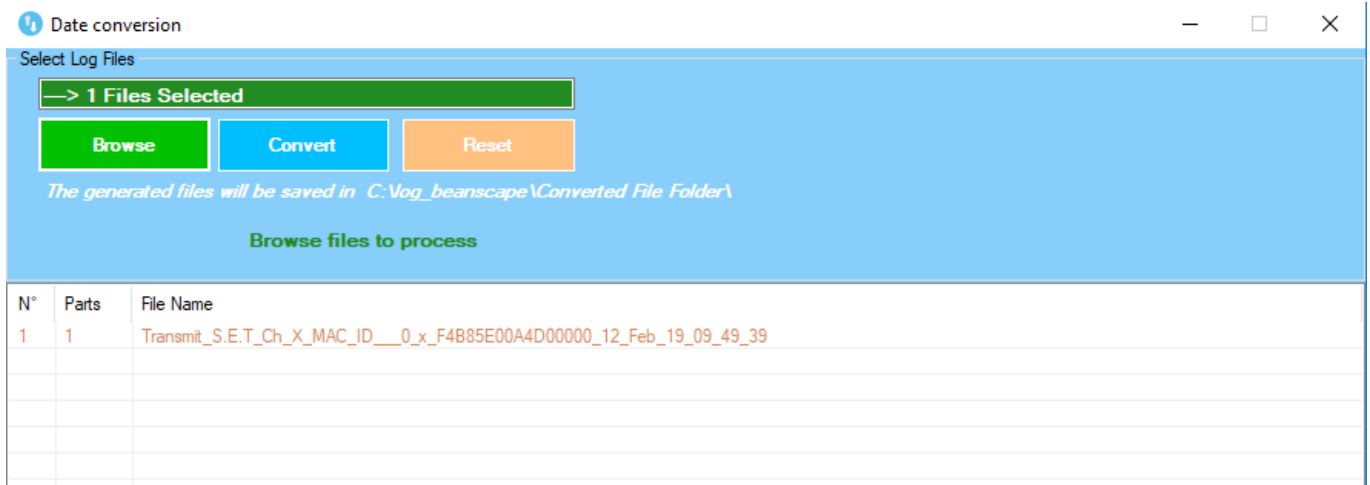 Date conversion
Select Log Files
—> 1 Files Selected
Browse Convert Reset
The generated files will be saved in C:\log_beanscape\Converted File Folder\
Browse files to process
N° Parts File Name
1 1 Transmit_S.E.T_Ch_X_MAC_ID___0_x_F4B85E00A4D00000_12_Feb_19_09_49_39